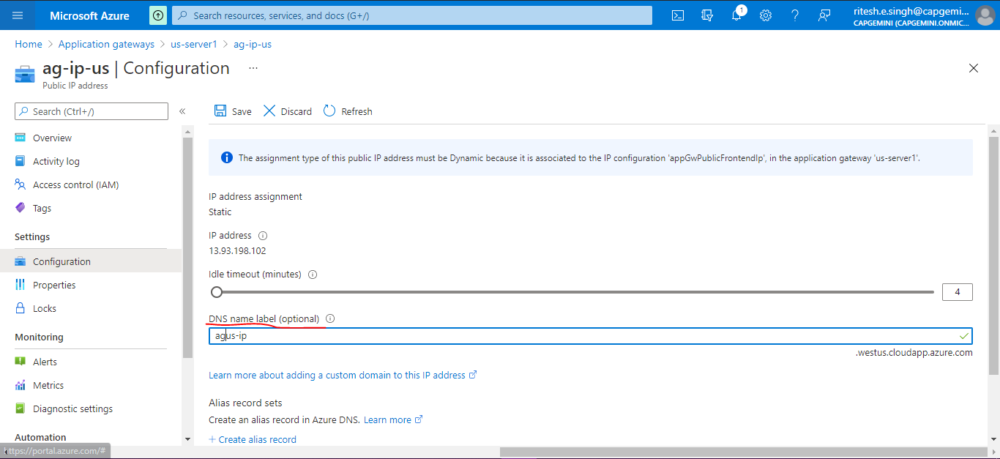 Microsoft Azure
Search resources, services, and docs (G+/)
1
ritesh.e.singh@capgemi...
CAPGEMINI (CAPGEMINI.ONMIC...
Home > Application gateways > us-server1 > ag-ip-us
ag-ip-us | Configuration ...
Public IP address
Search (Ctrl+/)
«
Save
Discard
Refresh
Overview
Activity log
Access control (IAM)
Tags
Settings
Configuration
Properties
Locks
Monitoring
Alerts
Metrics
Diagnostic settings
Automation
https://portal.azure.com/#
The assignment type of this public IP address must be Dynamic because it is associated to the IP configuration 'appGwPublicFrontendIp', in the application gateway 'us-server1'.
IP address assignment
Static
IP address
13.93.198.102
Idle timeout (minutes)
4
DNS name label (optional)
agus-ip
.westus.cloudapp.azure.com
Learn more about adding a custom domain to this IP address
Alias record sets
Create an alias record in Azure DNS. Learn more
+ Create alias record